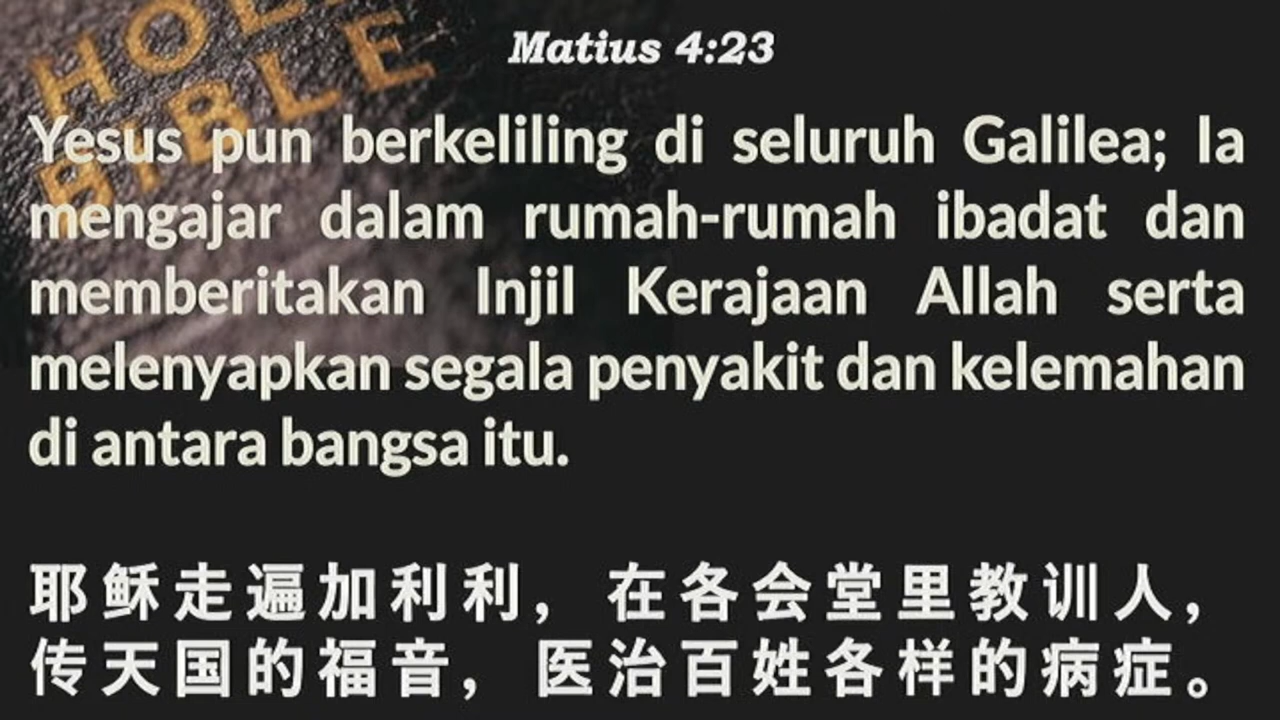 HOLY
BIBLE
Matius 4:23
Yesus pun berkeliling di seluruh Galilea; Ia
mengajar dalam rumah-rumah ibadat dan
memberitakan Injil Kerajaan Allah serta
melenyapkan segala penyakit dan kelemahan
di antara bangsa itu.
耶稣走遍加利利，在各会堂里教训人，
传天国的福音，医治百姓各样的病症。